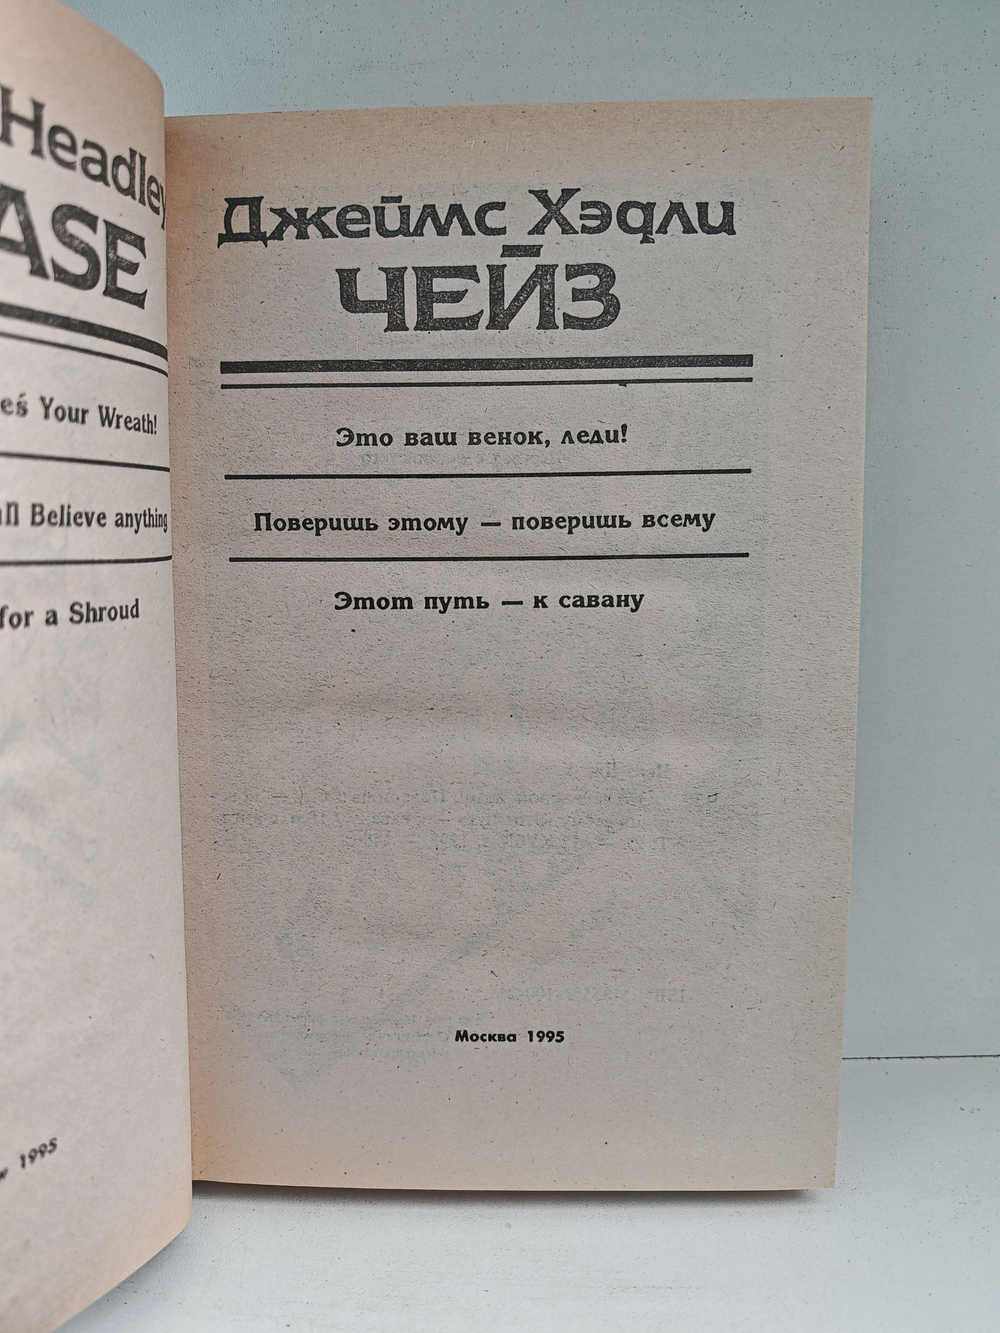 Headley
ASE
Your Wreath!
Believe anything
for a Shroud
1995
Джеймс Хэдли
ЧЕЙЗ
Это ваш венок, леди!
Поверишь этому — поверишь всему
Этот путь — к савану
Москва 1995